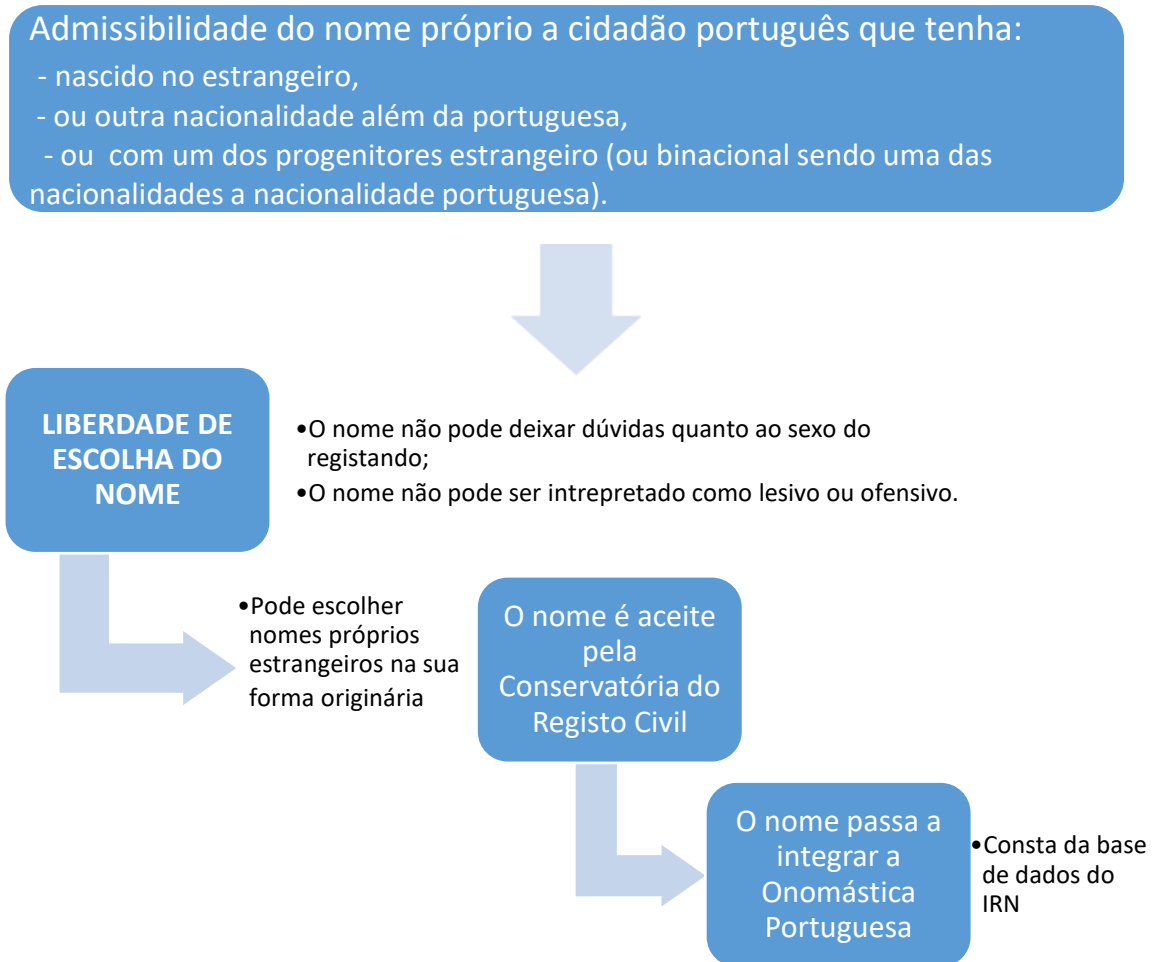 Admissibilidade do nome próprio a cidadão português que tenha:
- nascido no estrangeiro,
- ou outra nacionalidade além da portuguesa,
- ou com um dos progenitores estrangeiro (ou binacional sendo uma das
nacionalidades a nacionalidade portuguesa).
LIBERDADE DE
ESCOLHA DO
NOME
•O nome não pode deixar dúvidas quanto ao sexo do
registando;
•O nome não pode ser intrepretado como lesivo ou ofensivo.
•Pode escolher
nomes próprios
estrangeiros na sua
forma originária
O nome é aceite
pela
Conservatória do
Registo Civil
O nome passa a
integrar a
Onomástica
Portuguesa
•Consta da base
de dados do
IRN